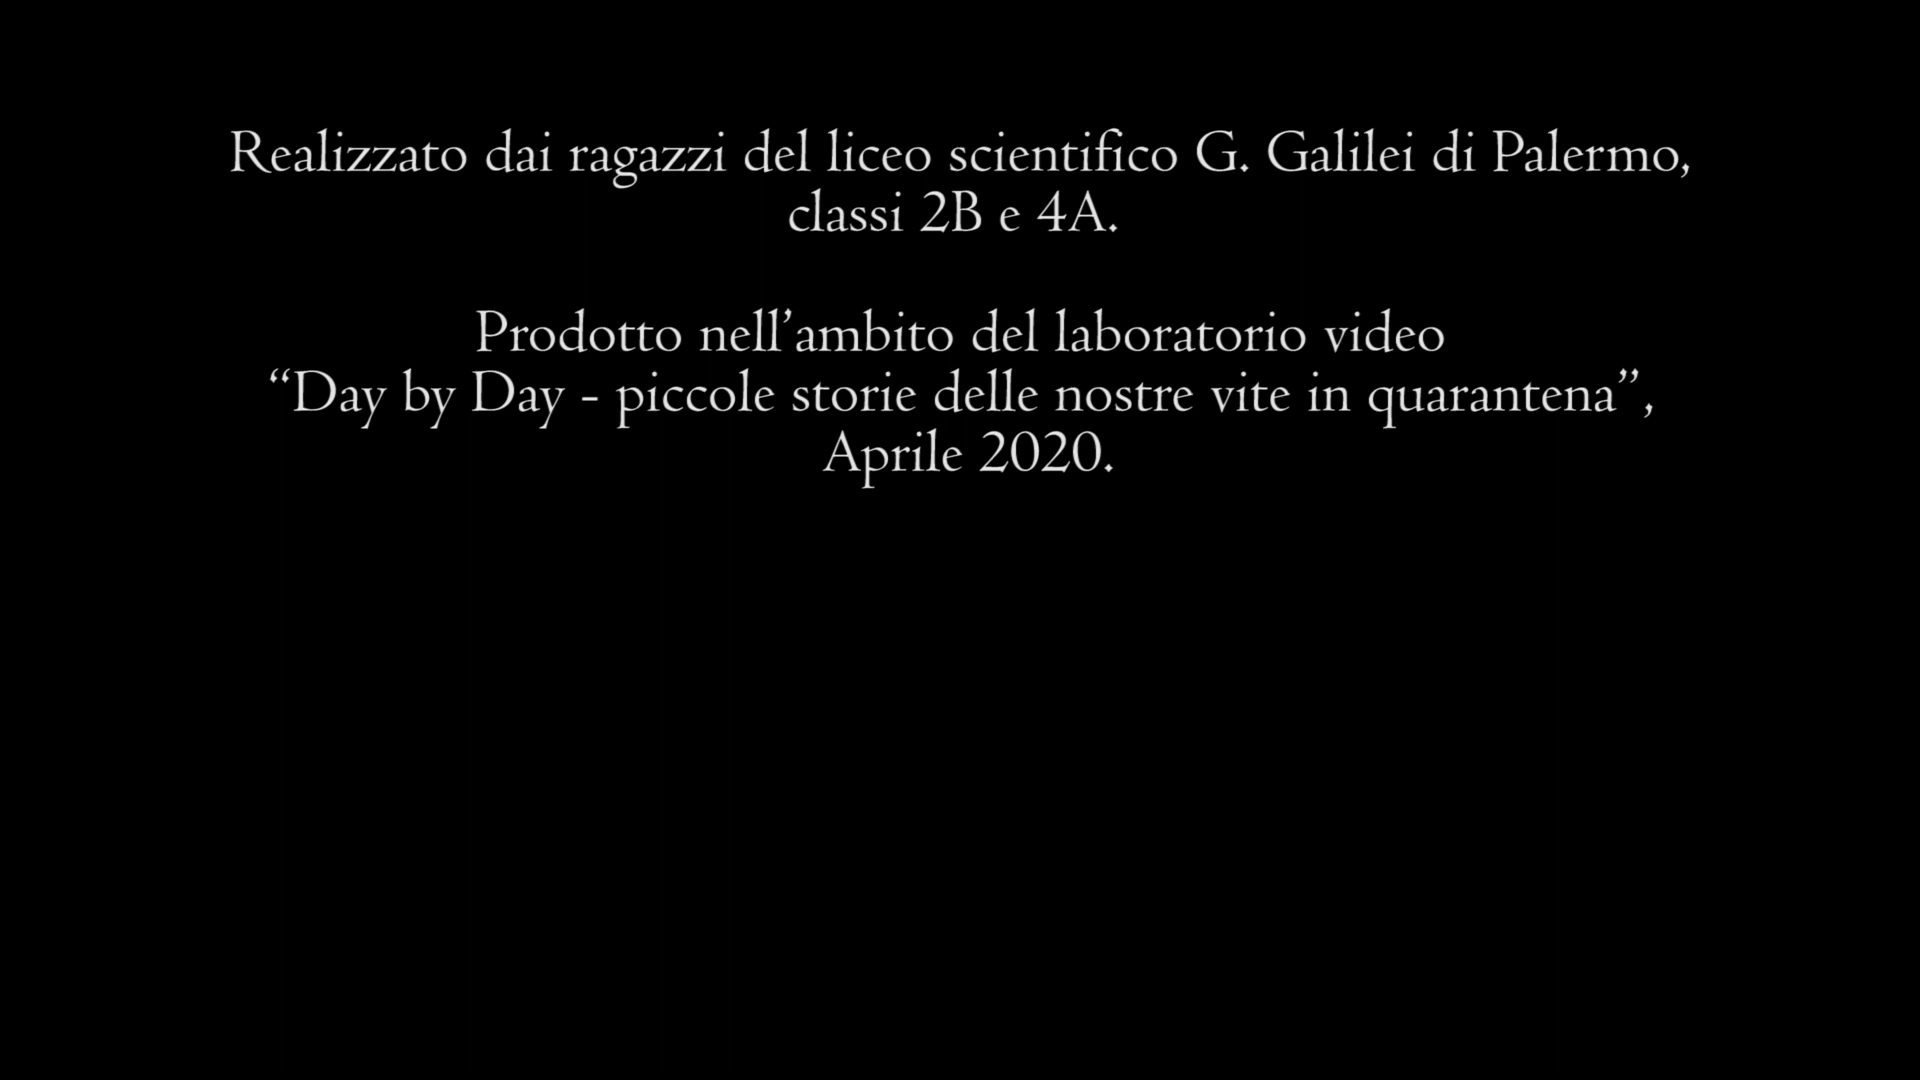 Realizzato dai ragazzi del liceo scientifico G. Galilei di Palermo,
classi 2B e 4A.
Prodotto nell’ambito del laboratorio video
“Day by Day - piccole storie delle nostre vite in quarantena”,
Aprile 2020.